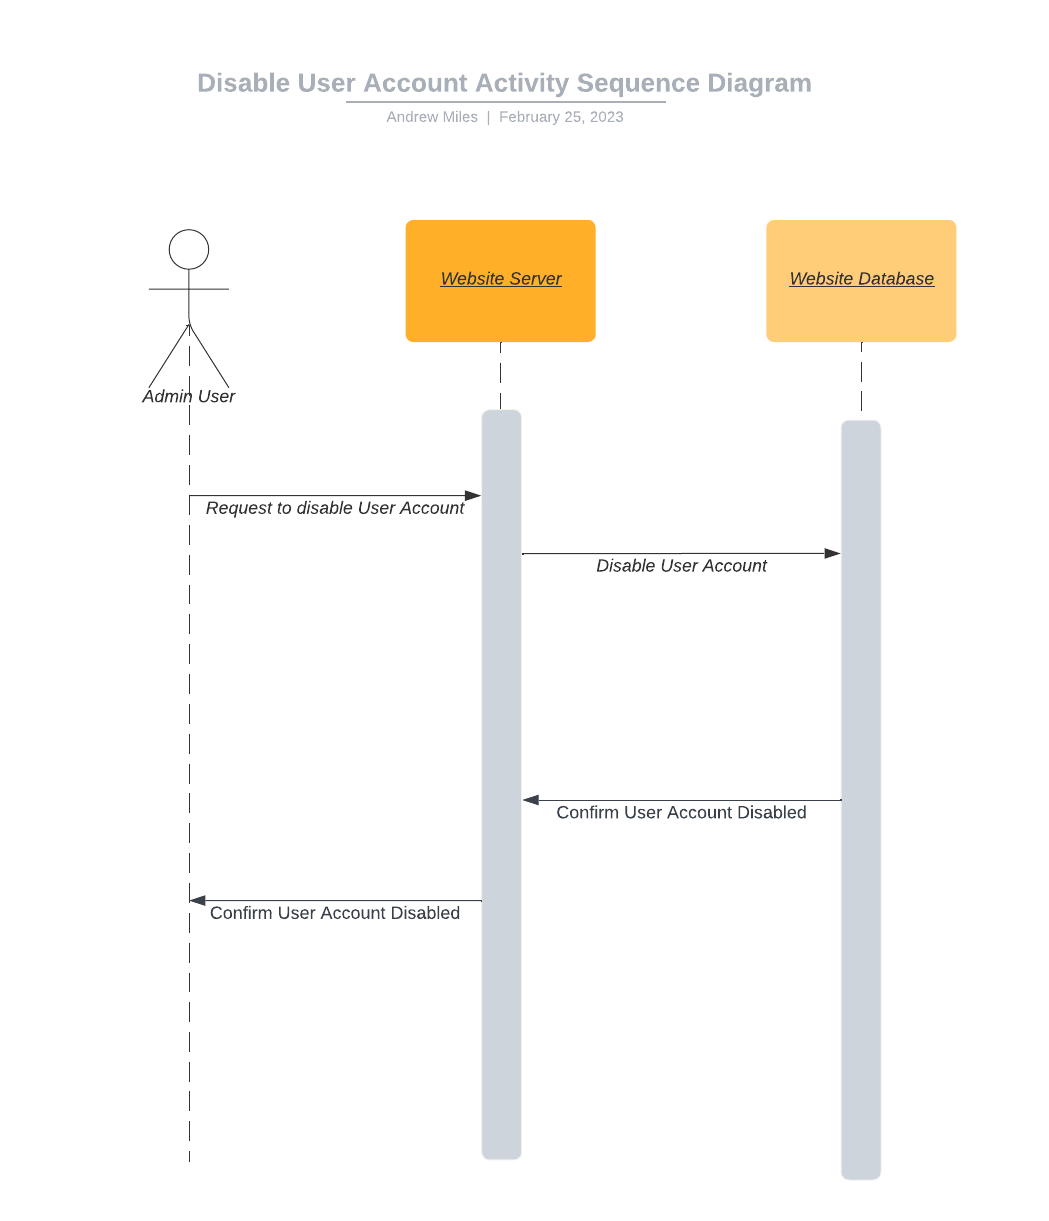 Disable User Account Activity Sequence Diagram
Andrew Miles | February 25, 2023
Website Server
Website Database
Admin User
Request to disable User Account
Disable User Account
Confirm User Account Disabled
Confirm User Account Disabled